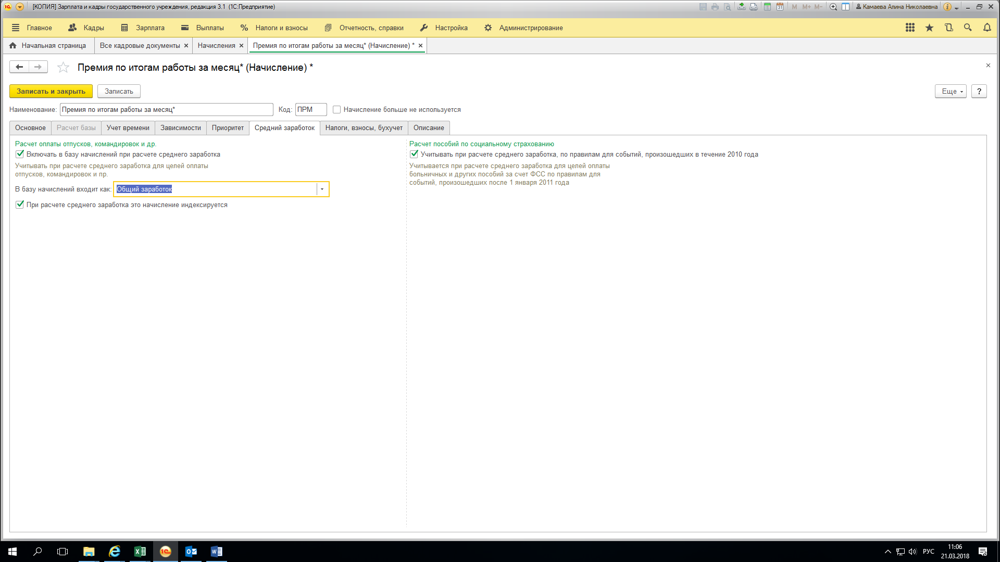 [КОПИЯ] Зарплата и кадры государственного учреждения, редакция 3.1 (1С:Предприятие)
M M+ M- Камаева Алина Николаевна
Главное Кадры Зарплата Выплаты Налоги и взносы Отчетность, справки Настройка Администрирование
Начальная страница Все кадровые документы × Начисления × Премия по итогам работы за месяц* (Начисление) * ×
Премия по итогам работы за месяц* (Начисление) *
Записать и закрыть Записать Еще ?
Наименование: Премия по итогам работы за месяц* Код: ПРМ Начисление больше не используется
Основное Расчет базы Учет времени Зависимости Приоритет Средний заработок Налоги, взносы, бухучет Описание
Расчет оплаты отпусков, командировок и др.
Включать в базу начислений при расчете среднего заработка
Учитывать при расчете среднего заработка для целей оплаты
отпусков, командировок и пр.
В базу начислений входит как: Общий заработок
При расчете среднего заработка это начисление индексируется
Расчет пособий по социальному страхованию
Учитывать при расчете среднего заработка, по правилам для событий, произошедших в течение 2010 года
Учитывается при расчете среднего заработка для целей оплаты
больничных и других пособий за счет ФСС по правилам для
событий, произошедших после 1 января 2011 года
РУС
11:06
21.03.2018